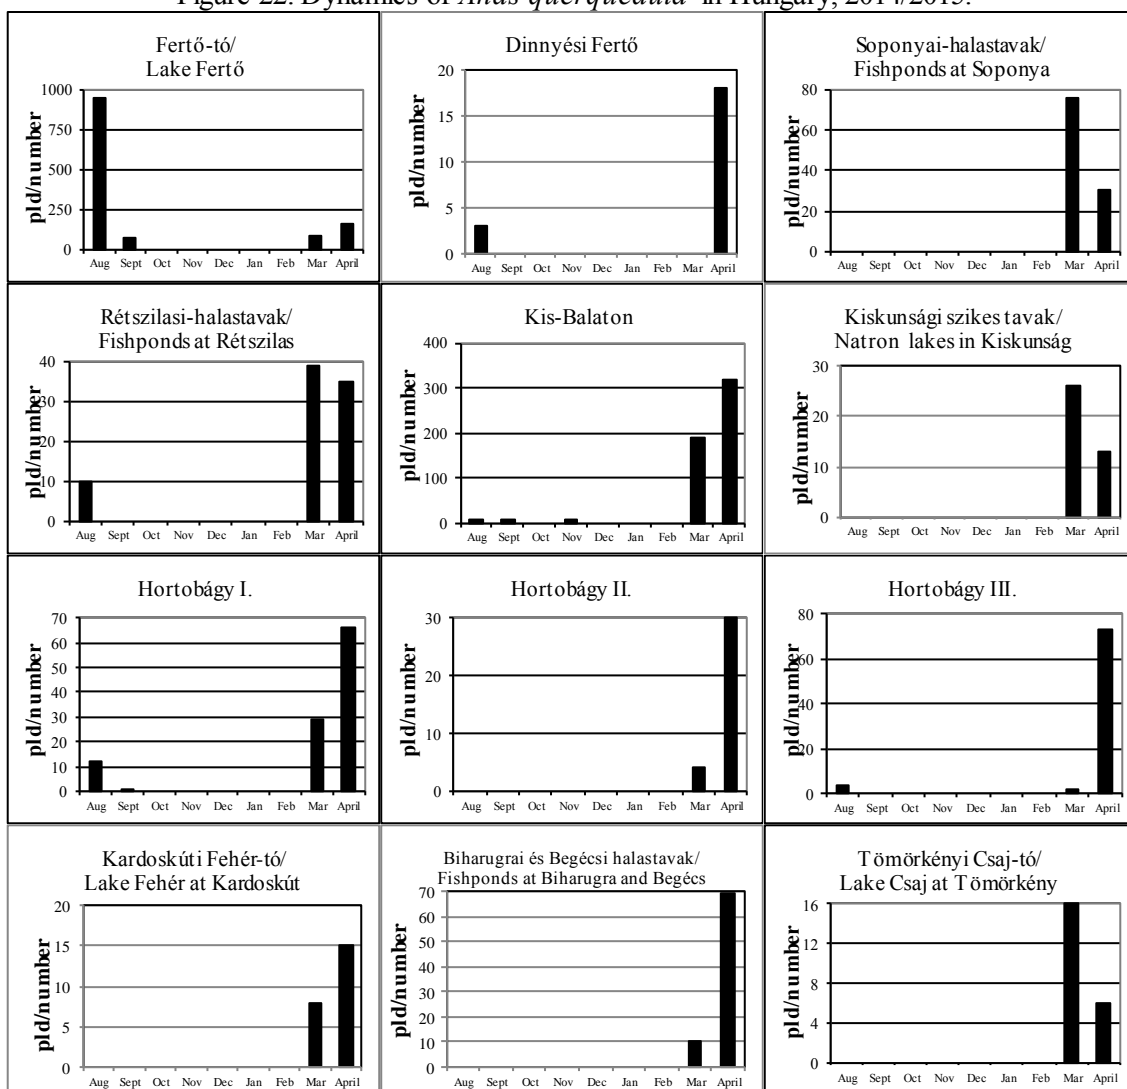 Figure 22. Dynamics of Anas querquedula in Hungary, 2014/2015.
Fertő-tó/
Lake Fertő
pld/number
1000
750
500
250
0
Aug Sept Oct Nov Dec Jan Feb Mar April
Dinnyési Fertő
pld/number
20
15
10
5
0
Aug Sept Oct Nov Dec Jan Feb Mar April
Soponyai-halastavak/
Fishponds at Soponya
pld/number
80
60
40
20
0
Aug Sept Oct Nov Dec Jan Feb Mar April
Rétszilasi-halastavak/
Fishponds at Rétszilas
pld/number
40
30
20
10
0
Aug Sept Oct Nov Dec Jan Feb Mar April
Kis-Balaton
pld/number
400
300
200
100
0
Aug Sept Oct Nov Dec Jan Feb Mar April
Kiskunsági szikes tavak/
Natron lakes in Kiskunság
pld/number
30
20
10
0
Aug Sept Oct Nov Dec Jan Feb Mar April
Hortobágy I.
pld/number
70
60
50
40
30
20
10
0
Aug Sept Oct Nov Dec Jan Feb Mar April
Hortobágy II.
pld/number
30
20
10
0
Aug Sept Oct Nov Dec Jan Feb Mar April
Hortobágy III.
pld/number
80
60
40
20
0
Aug Sept Oct Nov Dec Jan Feb Mar April
Kardoskúti Fehér-tó/
Lake Fehér at Kardoskút
pld/number
20
15
10
5
0
Aug Sept Oct Nov Dec Jan Feb Mar April
Biharugrai és Begécsi halastavak/
Fishponds at Biharugra and Begécs
pld/number
70
60
50
40
30
20
10
0
Aug Sept Oct Nov Dec Jan Feb Mar April
Tömörkényi Csaj-tó/
Lake Csaj at Tömörkény
pld/number
16
12
8
4
0
Aug Sept Oct Nov Dec Jan Feb Mar April